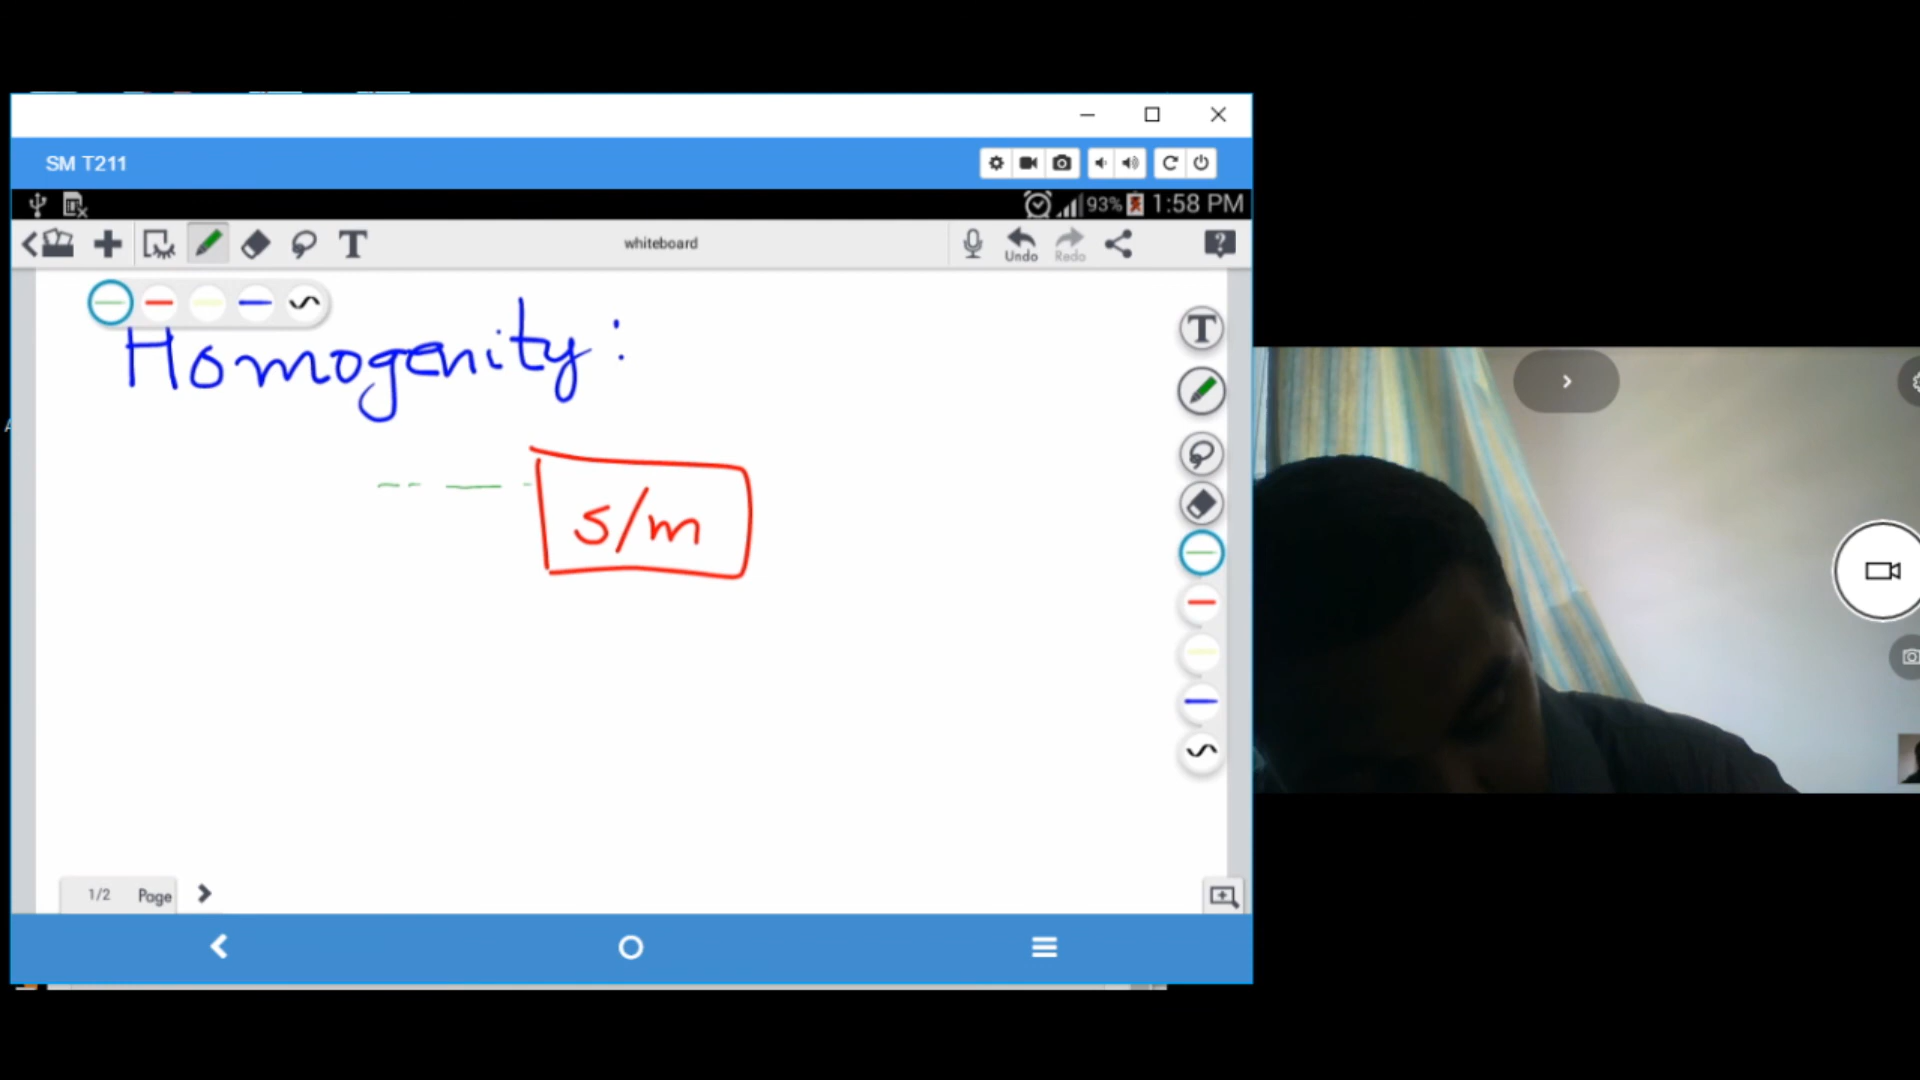 SM T211
93% 1:58 PM
whiteboard
Undo Redo
T
T
Homogenity:
s/m
1/2 Page